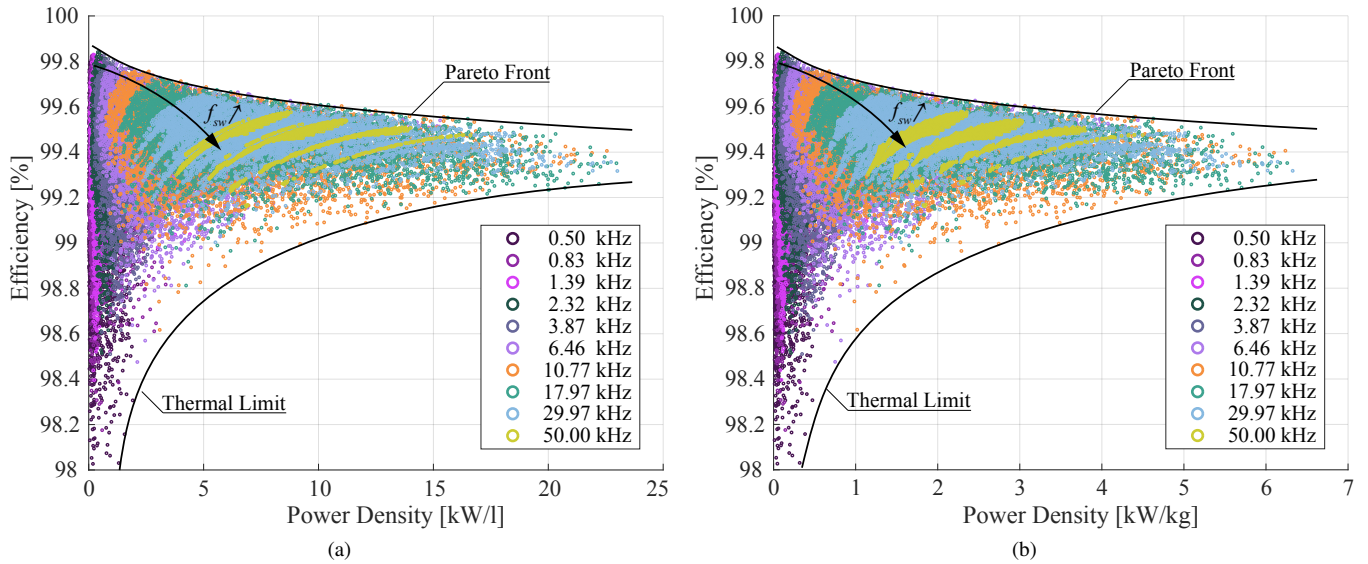 100
99.8
99.6
99.4
99.2
99
98.8
98.6
98.4
98.2
98
Efficiency [%]
Pareto Front
f_sw
Thermal Limit
0.50 kHz
0.83 kHz
1.39 kHz
2.32 kHz
3.87 kHz
6.46 kHz
10.77 kHz
17.97 kHz
29.97 kHz
50.00 kHz
0 5 10 15 20 25
Power Density [kW/l]
(a)
100
99.8
99.6
99.4
99.2
99
98.8
98.6
98.4
98.2
98
Efficiency [%]
Pareto Front
f_sw
Thermal Limit
0.50 kHz
0.83 kHz
1.39 kHz
2.32 kHz
3.87 kHz
6.46 kHz
10.77 kHz
17.97 kHz
29.97 kHz
50.00 kHz
0 1 2 3 4 5 6 7
Power Density [kW/kg]
(b)